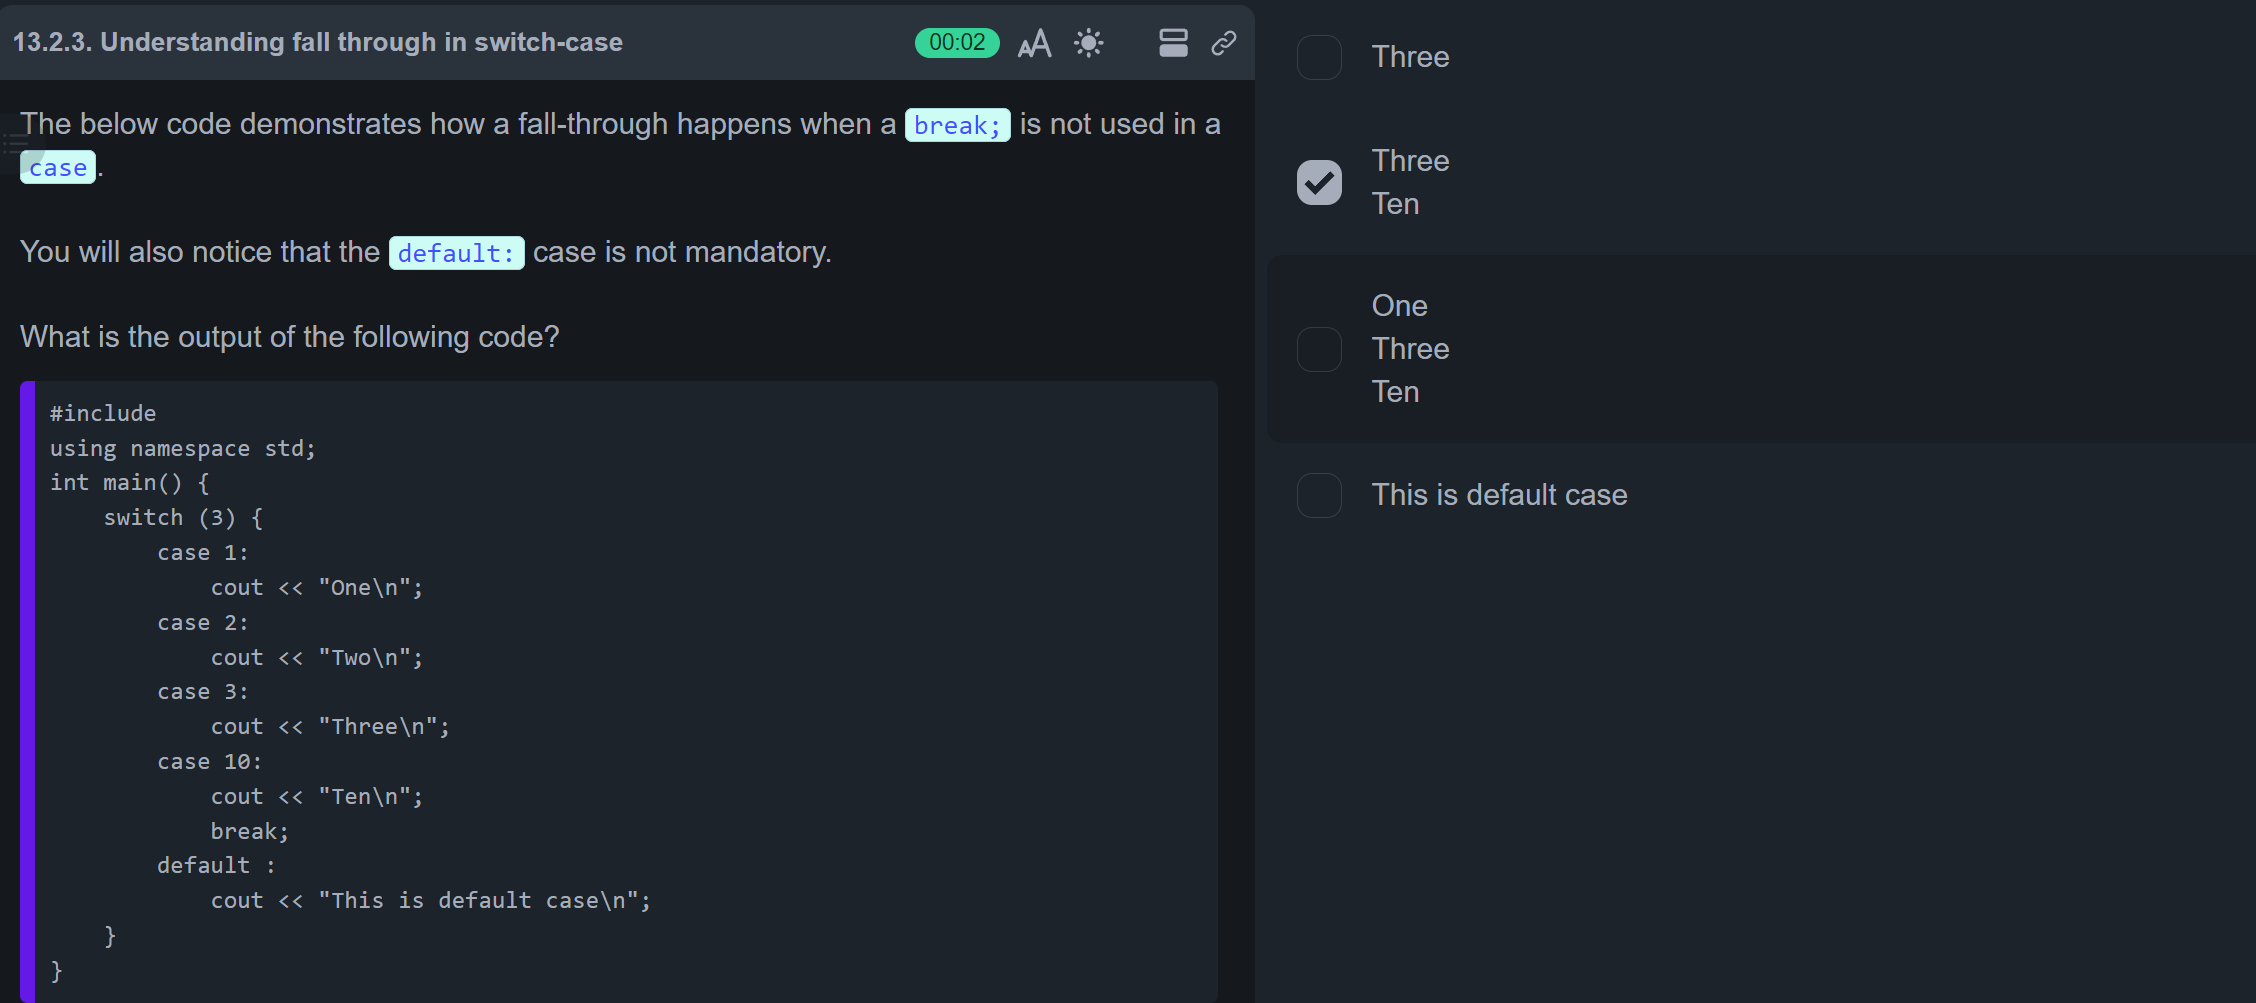 13.2.3. Understanding fall through in switch-case
00:02
The below code demonstrates how a fall-through happens when a break; is not used in a
case.
You will also notice that the default: case is not mandatory.
What is the output of the following code?
#include
using namespace std;
int main() {
    switch (3) {
        case 1:
            cout << "One\n";
        case 2:
            cout << "Two\n";
        case 3:
            cout << "Three\n";
        case 10:
            cout << "Ten\n";
            break;
        default :
            cout << "This is default case\n";
    }
}
Three
Three
Ten
One
Three
Ten
This is default case